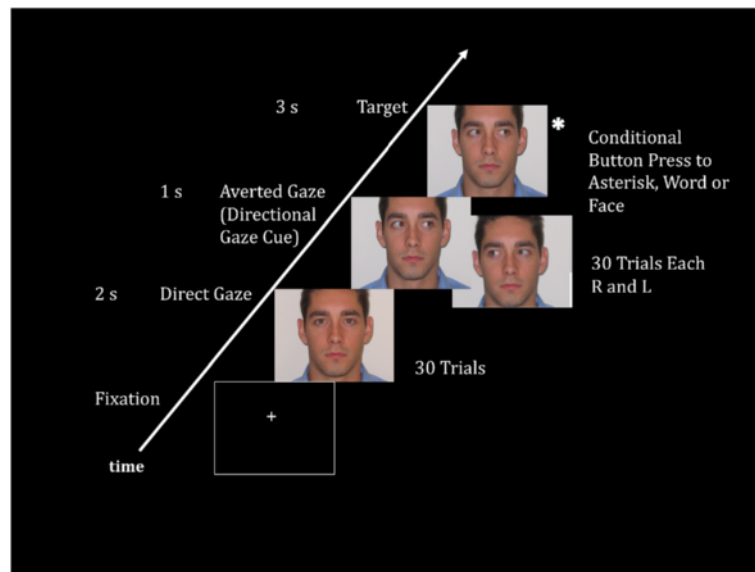 3 s Target
Conditional
Button Press to
Asterisk, Word or
Face
1 s Averted Gaze
(Directional
Gaze Cue)
30 Trials Each
R and L
2 s Direct Gaze
30 Trials
Fixation
time